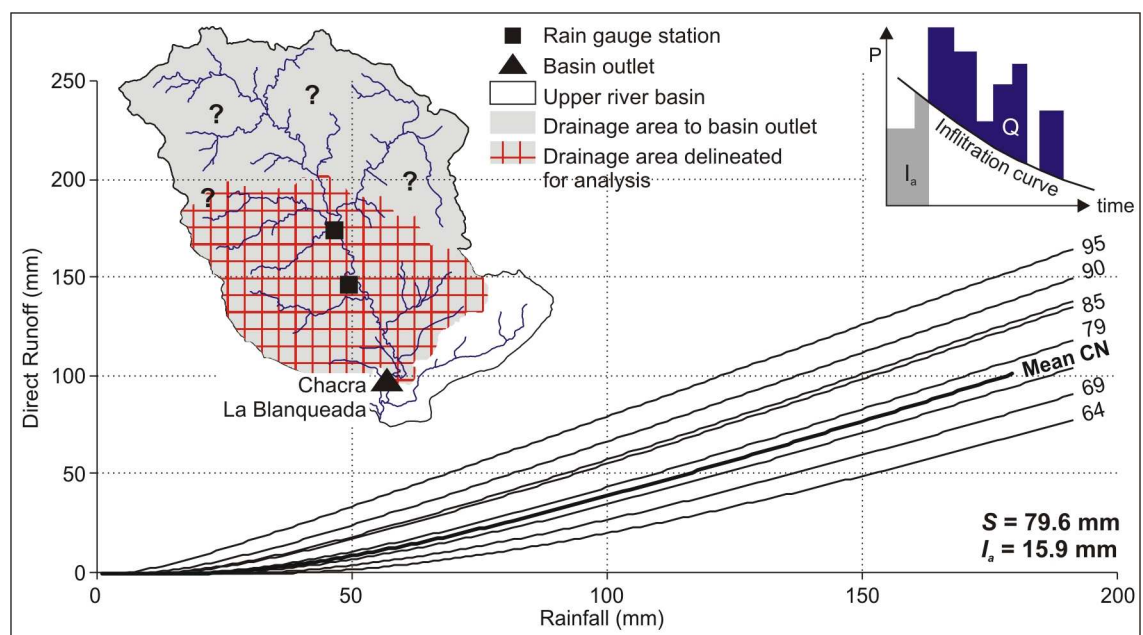 Rain gauge station
Basin outlet
Upper river basin
Drainage area to basin outlet
Drainage area delineated
for analysis
P
Q
Inflitration curve
Iₐ
time
250
200
150
100
50
0
Direct Runoff (mm)
?
?
?
?
Chacra
La Blanqueada
95
90
85
79
Mean CN
69
64
S = 79.6 mm
Iₐ = 15.9 mm
0
50
100
150
200
Rainfall (mm)